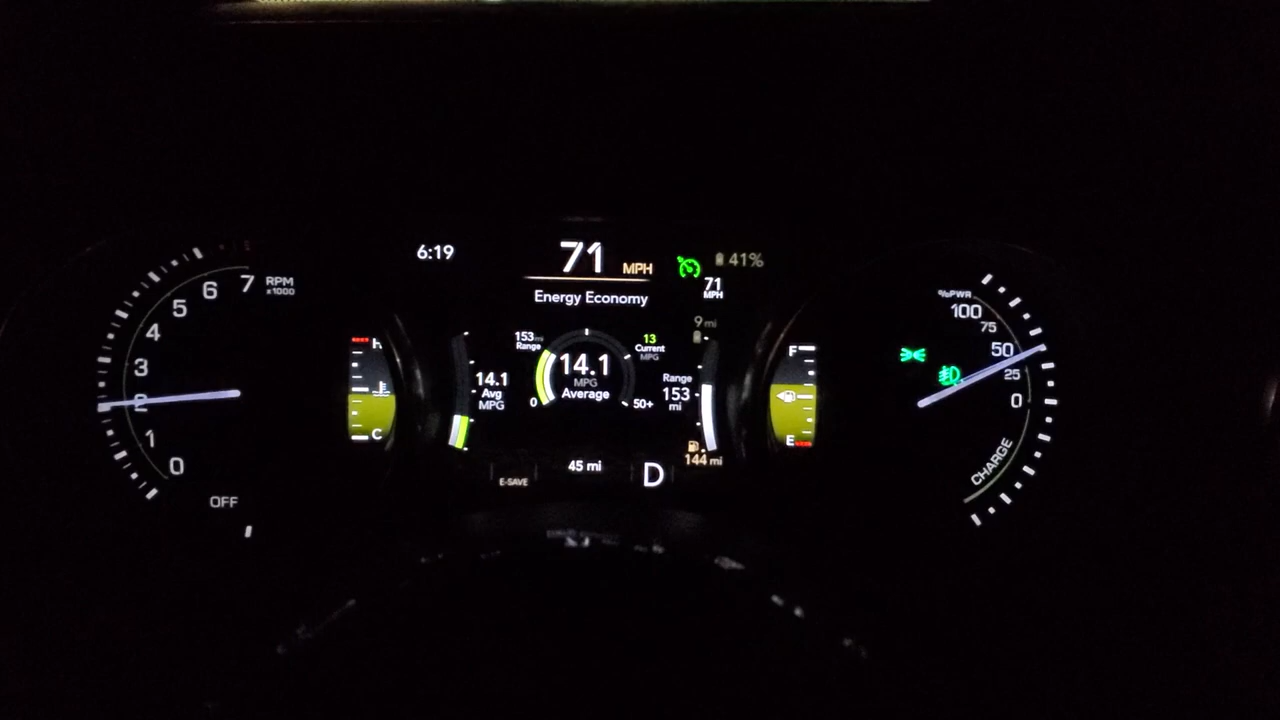 6:19
71 MPH
41%
71
MPH
Energy Economy
7 RPM
x1000
6
5
4
3
2
1
0
OFF
H
C
153 mi
Range
13
Current
MPG
14.1
MPG
Average
0
50+
14.1
Avg
MPG
9 mi
Range
153
mi
144 mi
E-SAVE
45 mi
D
F
E
%PWR
100
75
50
25
0
CHARGE